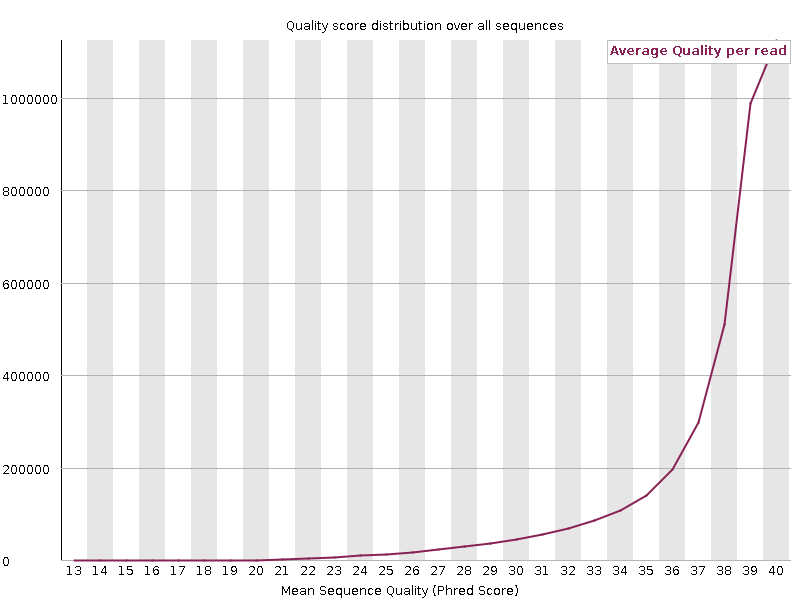 Quality score distribution over all sequences
Average Quality per read
1000000
800000
600000
400000
200000
0
13 14 15 16 17 18 19 20 21 22 23 24 25 26 27 28 29 30 31 32 33 34 35 36 37 38 39 40
Mean Sequence Quality (Phred Score)